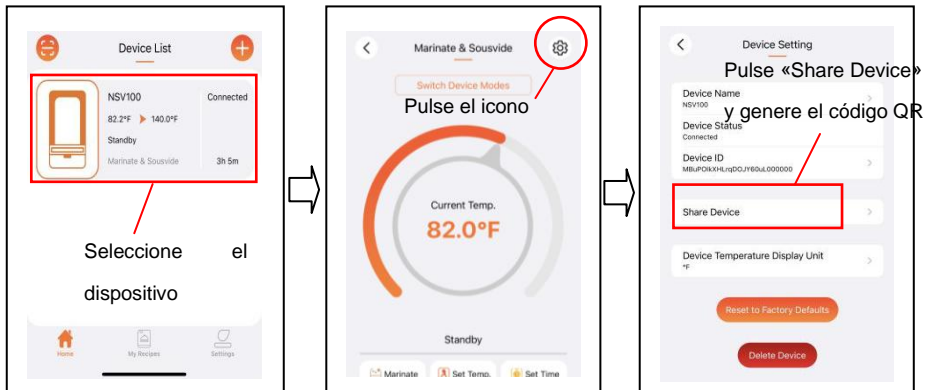 Device List
NSV100
Connected
82.2°F 140.0°F
Standby
Marinate & Sousvide
3h 5m
Seleccione el
dispositivo
Home
My Recipes
Settings
Marinate & Sousvide
Switch Device Modes
Pulse el icono
Current Temp.
82.0°F
Standby
Marinate
Set Temp.
Set Time
Device Setting
Pulse «Share Device»
Device Name
NSV100
y genere el código QR
Device Status
Connected
Device ID
Share Device
Device Temperature Display Unit
°F
Reset to Factory Defaults
Delete Device